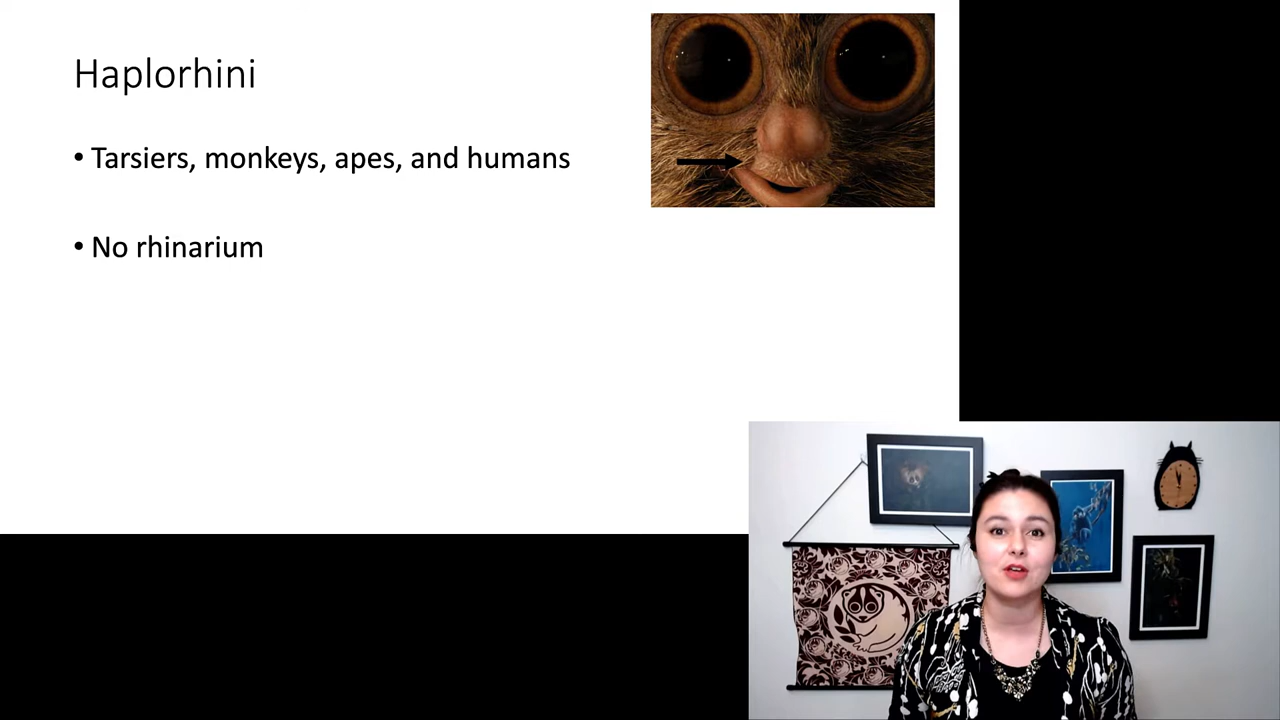 Haplorhini
• Tarsiers, monkeys, apes, and humans
• No rhinarium